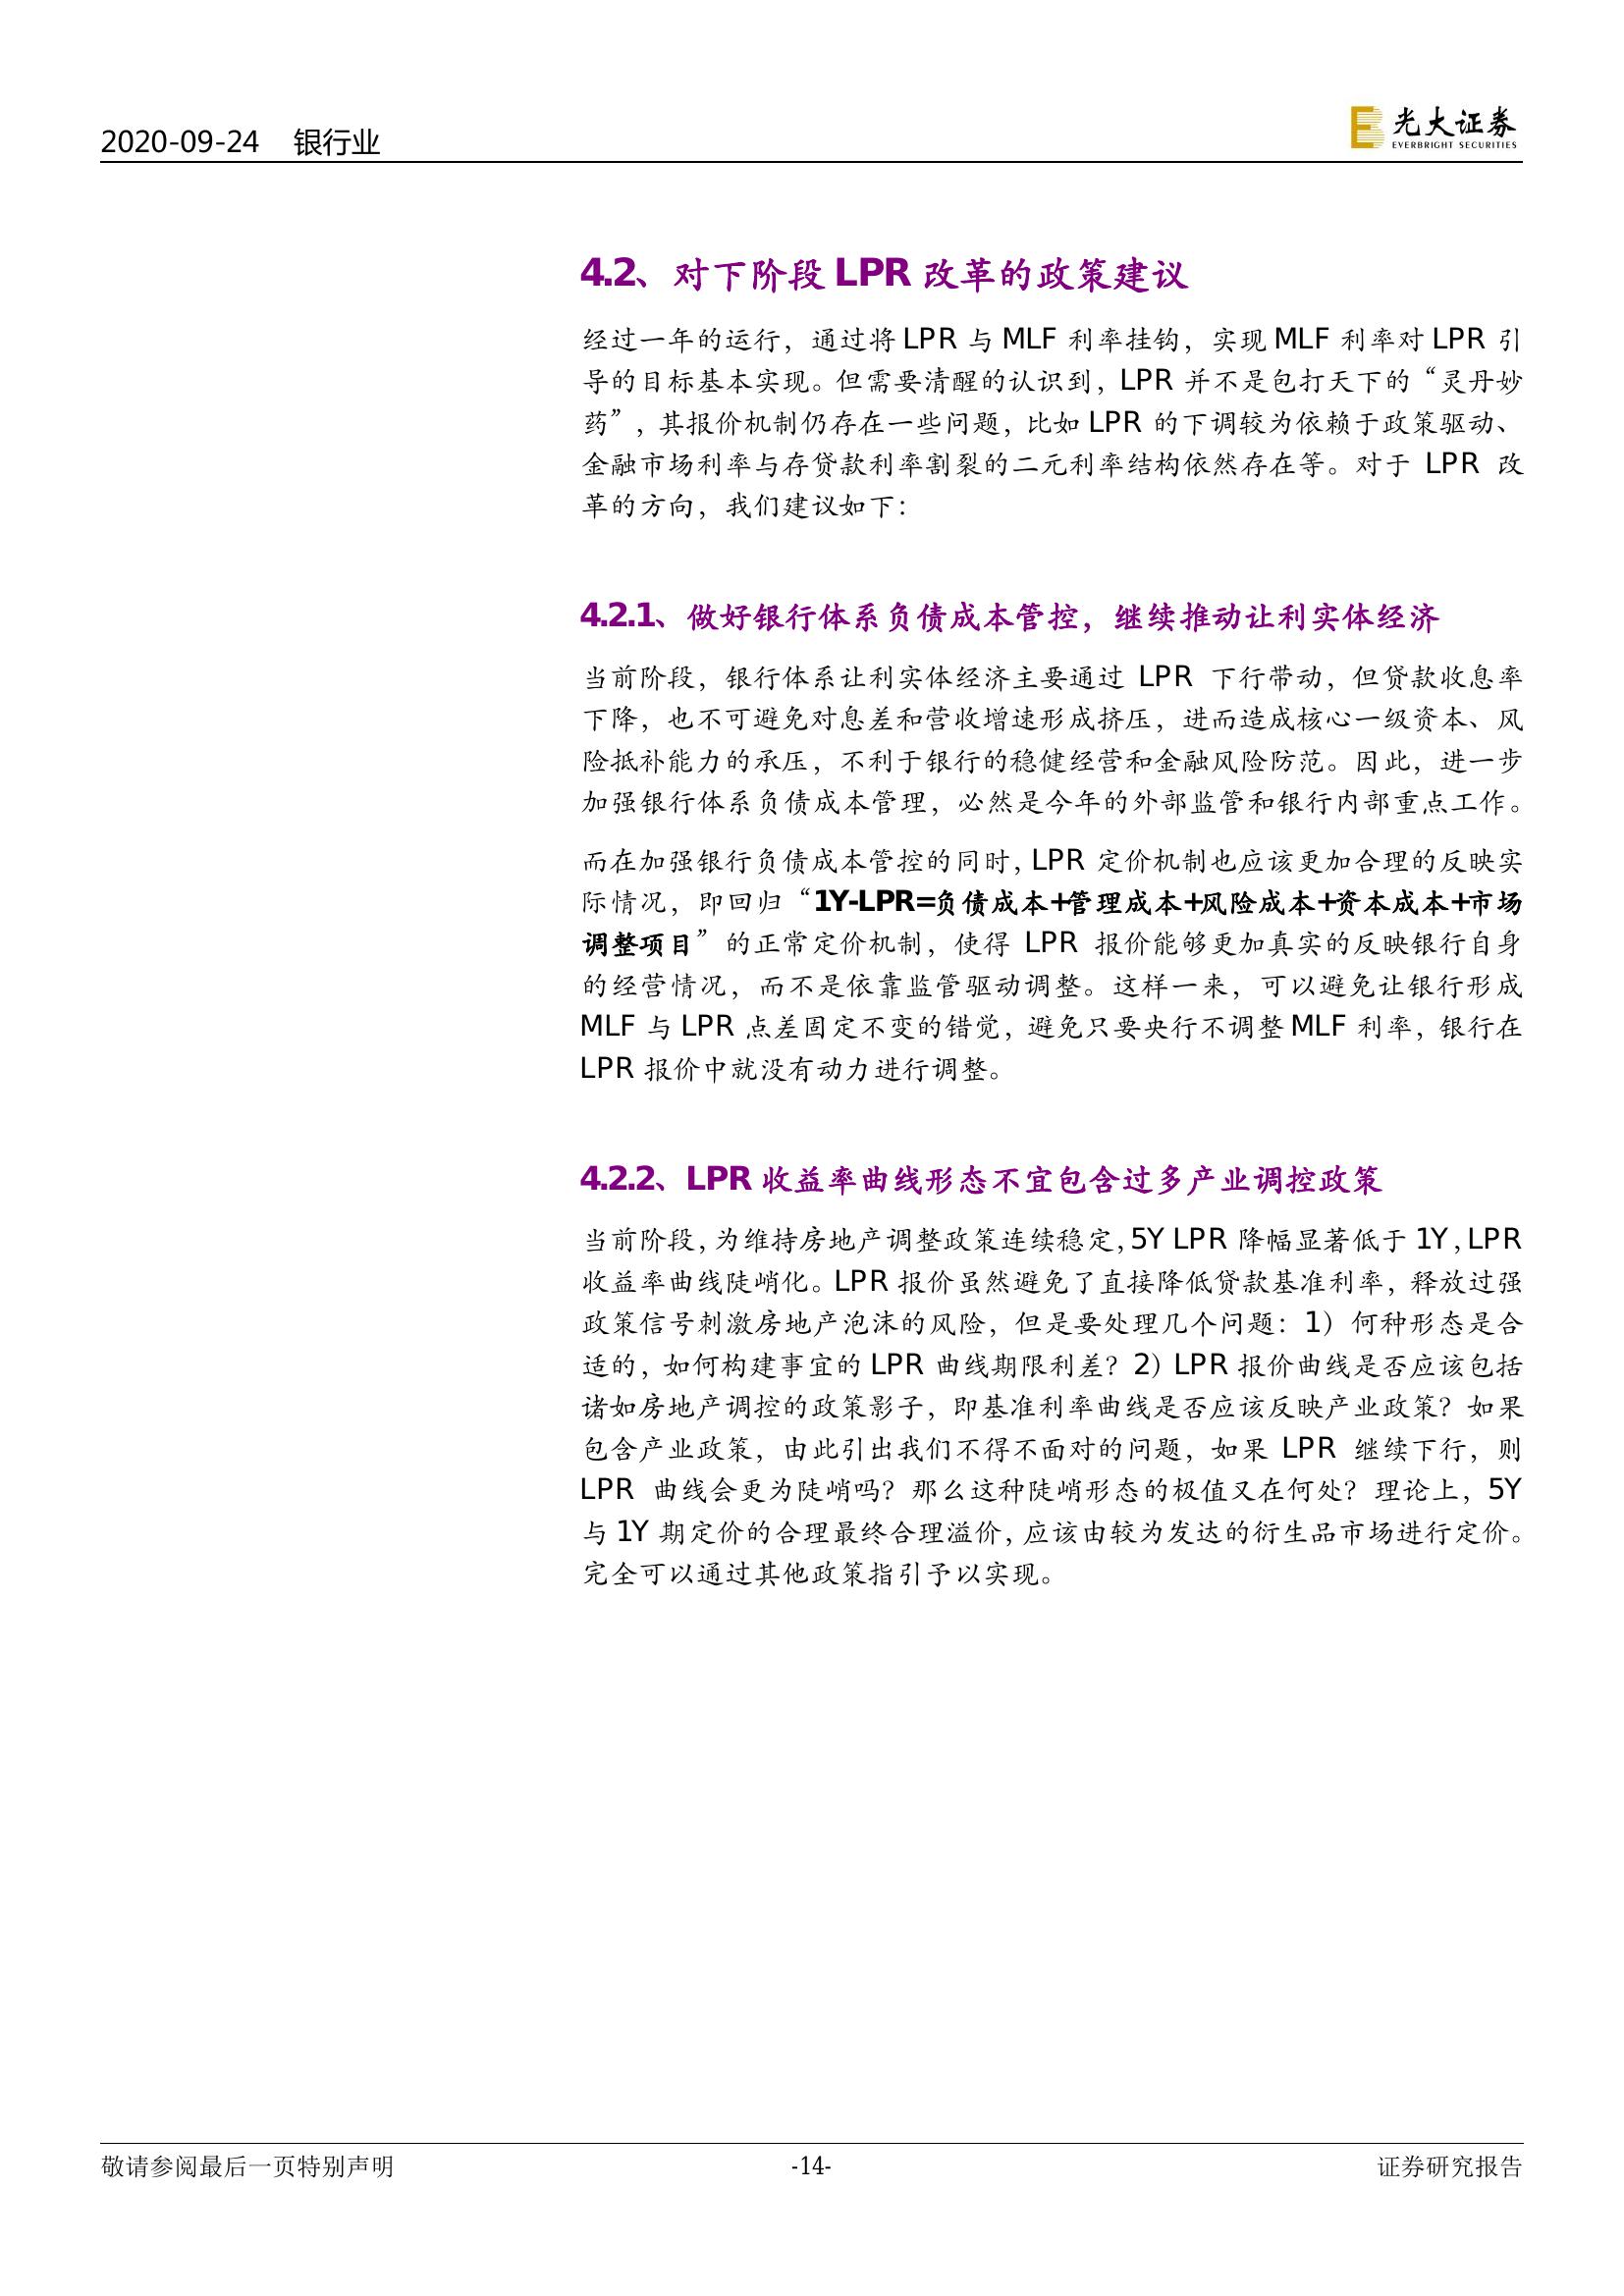 2020-09-24 银行业
光大证券
EVERBRIGHT SECURITIES
4.2、对下阶段 LPR 改革的政策建议
经过一年的运行，通过将 LPR 与 MLF 利率挂钩，实现 MLF 利率对 LPR 引
导的目标基本实现。但需要清醒的认识到，LPR 并不是包打天下的“灵丹妙
药”，其报价机制仍存在一些问题，比如 LPR 的下调较为依赖于政策驱动、
金融市场利率与存贷款利率割裂的二元利率结构依然存在等。对于 LPR 改
革的方向，我们建议如下：
4.2.1、做好银行体系负债成本管控，继续推动让利实体经济
当前阶段，银行体系让利实体经济主要通过 LPR 下行带动，但贷款收息率
下降，也不可避免对息差和营收增速形成挤压，进而造成核心一级资本、风
险抵补能力的承压，不利于银行的稳健经营和金融风险防范。因此，进一步
加强银行体系负债成本管理，必然是今年的外部监管和银行内部重点工作。
而在加强银行负债成本管控的同时，LPR 定价机制也应该更加合理的反映实
际情况，即回归“1Y-LPR=负债成本+管理成本+风险成本+资本成本+市场
调整项目”的正常定价机制，使得 LPR 报价能够更加真实的反映银行自身
的经营情况，而不是依靠监管驱动调整。这样一来，可以避免让银行形成
MLF 与 LPR 点差固定不变的错觉，避免只要央行不调整 MLF 利率，银行在
LPR 报价中就没有动力进行调整。
4.2.2、LPR 收益率曲线形态不宜包含过多产业调控政策
当前阶段，为维持房地产调整政策连续稳定，5Y LPR 降幅显著低于 1Y，LPR
收益率曲线陡峭化。LPR 报价虽然避免了直接降低贷款基准利率，释放过强
政策信号刺激房地产泡沫的风险，但是要处理几个问题：1）何种形态是合
适的，如何构建事宜的 LPR 曲线期限利差？2）LPR 报价曲线是否应该包括
诸如房地产调控的政策影子，即基准利率曲线是否应该反映产业政策？如果
包含产业政策，由此引出我们不得不面对的问题，如果 LPR 继续下行，则
LPR 曲线会更为陡峭吗？那么这种陡峭形态的极值又在何处？理论上，5Y
与 1Y 期定价的合理最终合理溢价，应该由较为发达的衍生品市场进行定价。
完全可以通过其他政策指引予以实现。
敬请参阅最后一页特别声明
-14-
证券研究报告